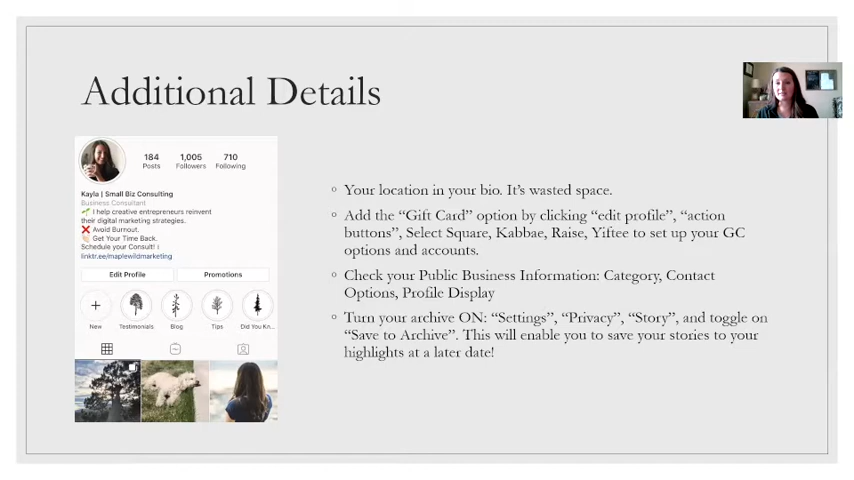 Additional Details
184 1,005 710
Posts Followers Following
Kayla | Small Biz Consulting
Business Consultant
🌱 I help creative entrepreneurs reinvent
their digital marketing strategies.
❌ Avoid Burnout.
👋🏻 Get Your Time Back.
Schedule your Consult! ⁝
linktr.ee/maplewildmarketing
Edit Profile Promotions
New Testimonials Blog Tips Did You Kn...
◦ Your location in your bio. It’s wasted space.
◦ Add the “Gift Card” option by clicking “edit profile”, “action
buttons”, Select Square, Kabbae, Raise, Yiftee to set up your GC
options and accounts.
◦ Check your Public Business Information: Category, Contact
Options, Profile Display
◦ Turn your archive ON: “Settings”, “Privacy”, “Story”, and toggle on
“Save to Archive”. This will enable you to save your stories to your
highlights at a later date!